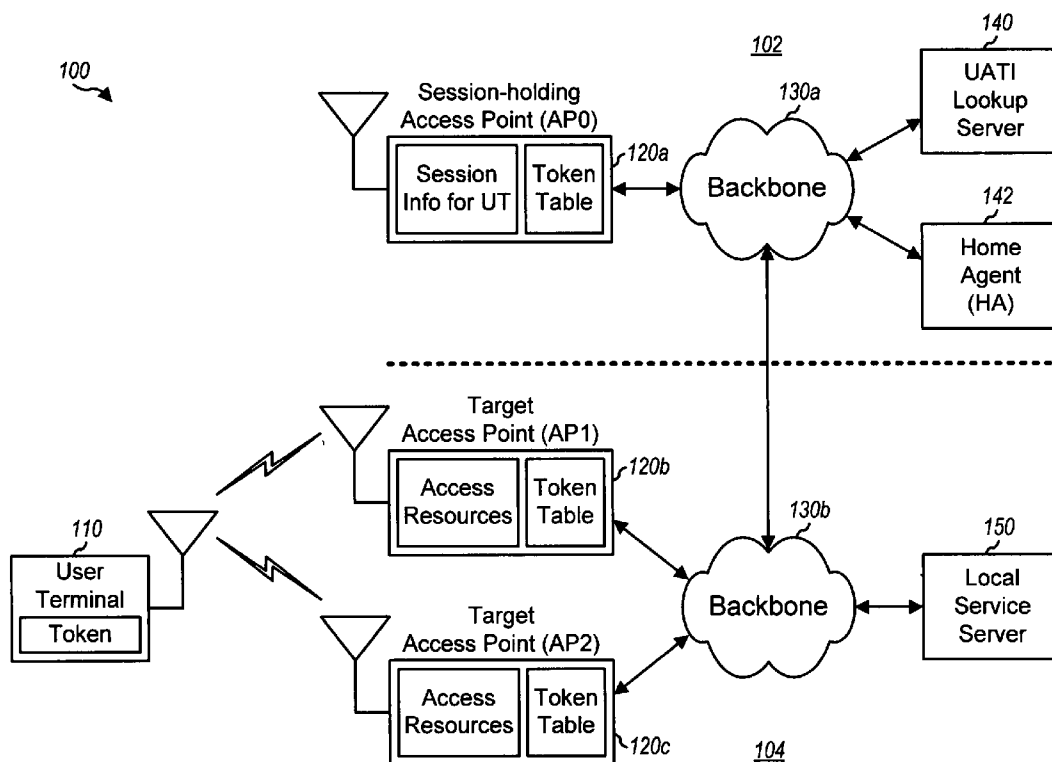 100
102
140
UATI
Lookup
Server
Session-holding
Access Point (AP0)
120a
Session
Info for UT
Token
Table
130a
Backbone
142
Home
Agent
(HA)
Target
Access Point (AP1)
120b
Access
Resources
Token
Table
110
User
Terminal
Token
130b
Backbone
150
Local
Service
Server
Target
Access Point (AP2)
Access
Resources
Token
Table
120c
104